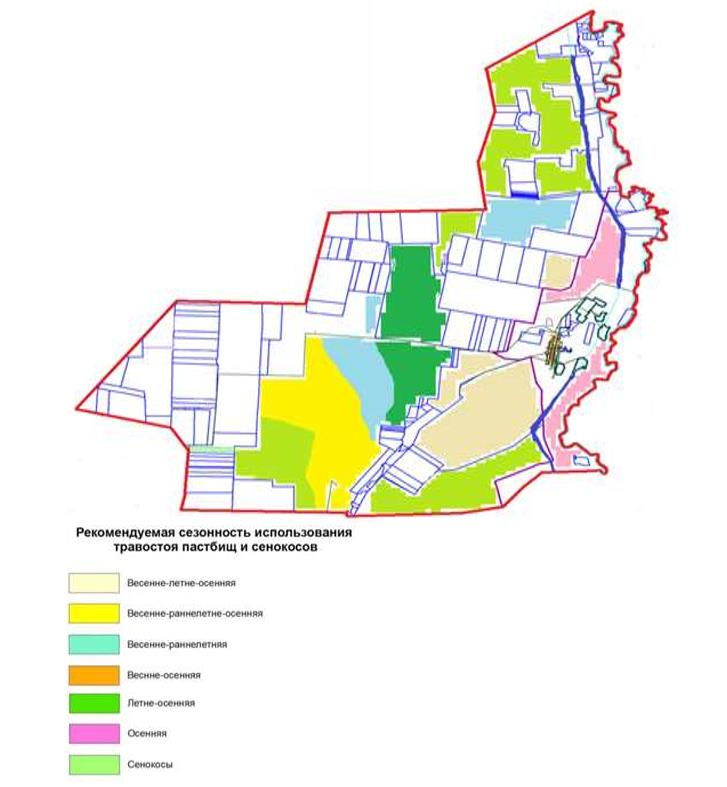 Рекомендуемая сезонность использования
травостоя пастбищ и сенокосов
Весенне-летне-осенняя
Весенне-раннелетне-осенняя
Весенне-раннелетняя
Веснне-осенняя
Летне-осенняя
Осенняя
Сенокосы